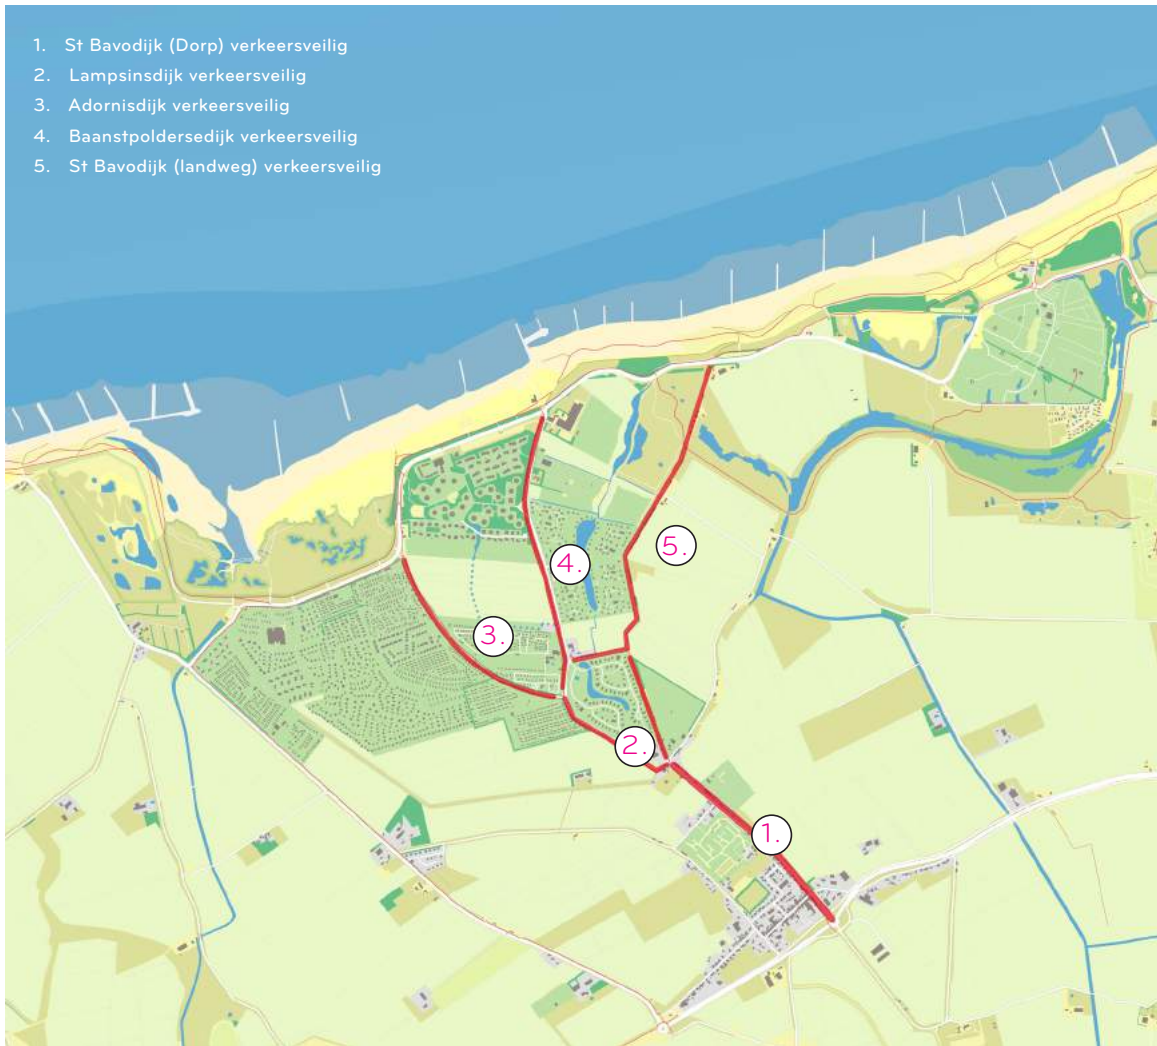 1. St Bavodijk (Dorp) verkeersveilig
2. Lampsinsdijk verkeersveilig
3. Adornisdijk verkeersveilig
4. Baanstpoldersedijk verkeersveilig
5. St Bavodijk (landweg) verkeersveilig
5.
4.
3.
2.
1.